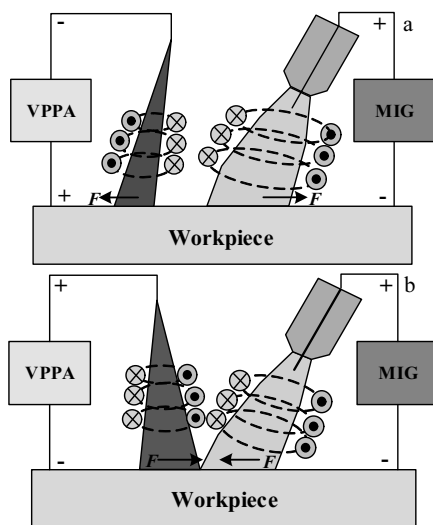 - + a
VPPA MIG
+ F F -
Workpiece
+ + b
VPPA MIG
- F F -
Workpiece